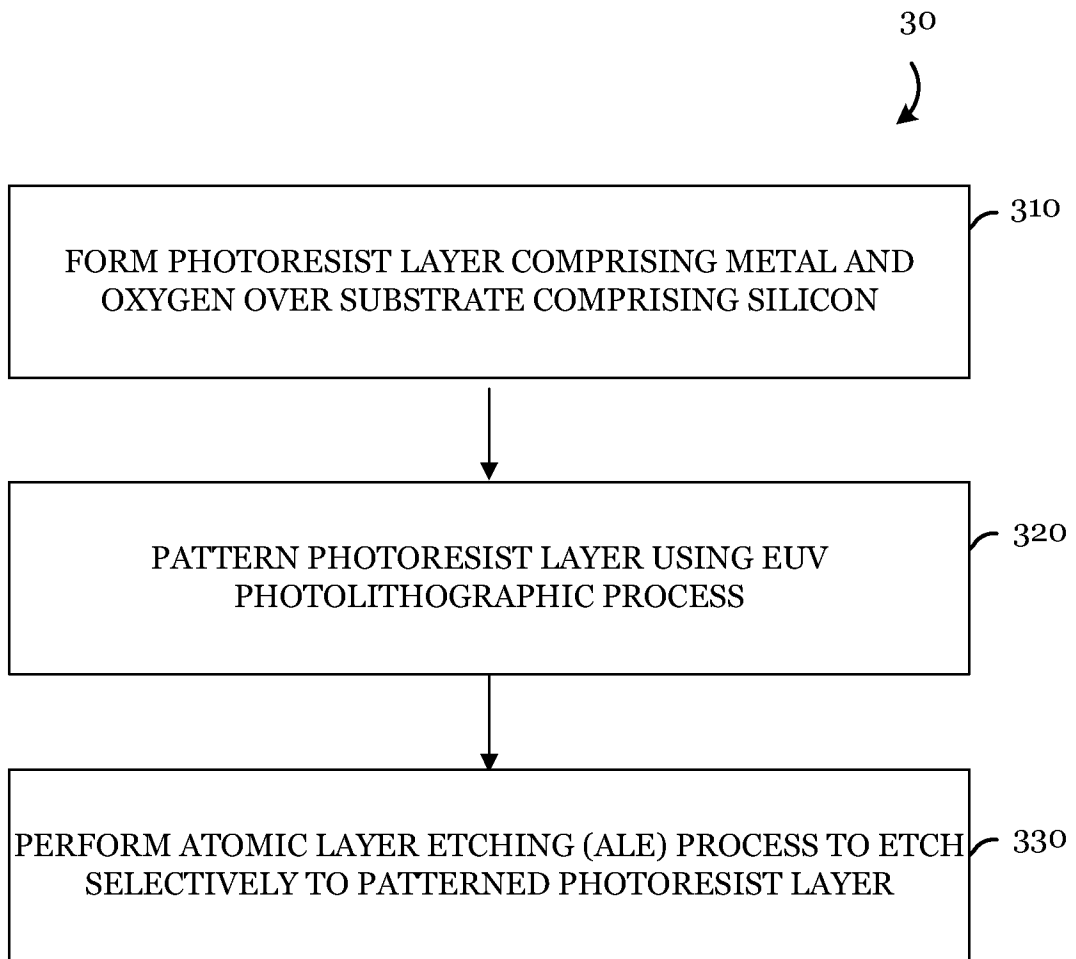 30
310
FORM PHOTORESIST LAYER COMPRISING METAL AND
OXYGEN OVER SUBSTRATE COMPRISING SILICON
320
PATTERN PHOTORESIST LAYER USING EUV
PHOTOLITHOGRAPHIC PROCESS
330
PERFORM ATOMIC LAYER ETCHING (ALE) PROCESS TO ETCH
SELECTIVELY TO PATTERNED PHOTORESIST LAYER